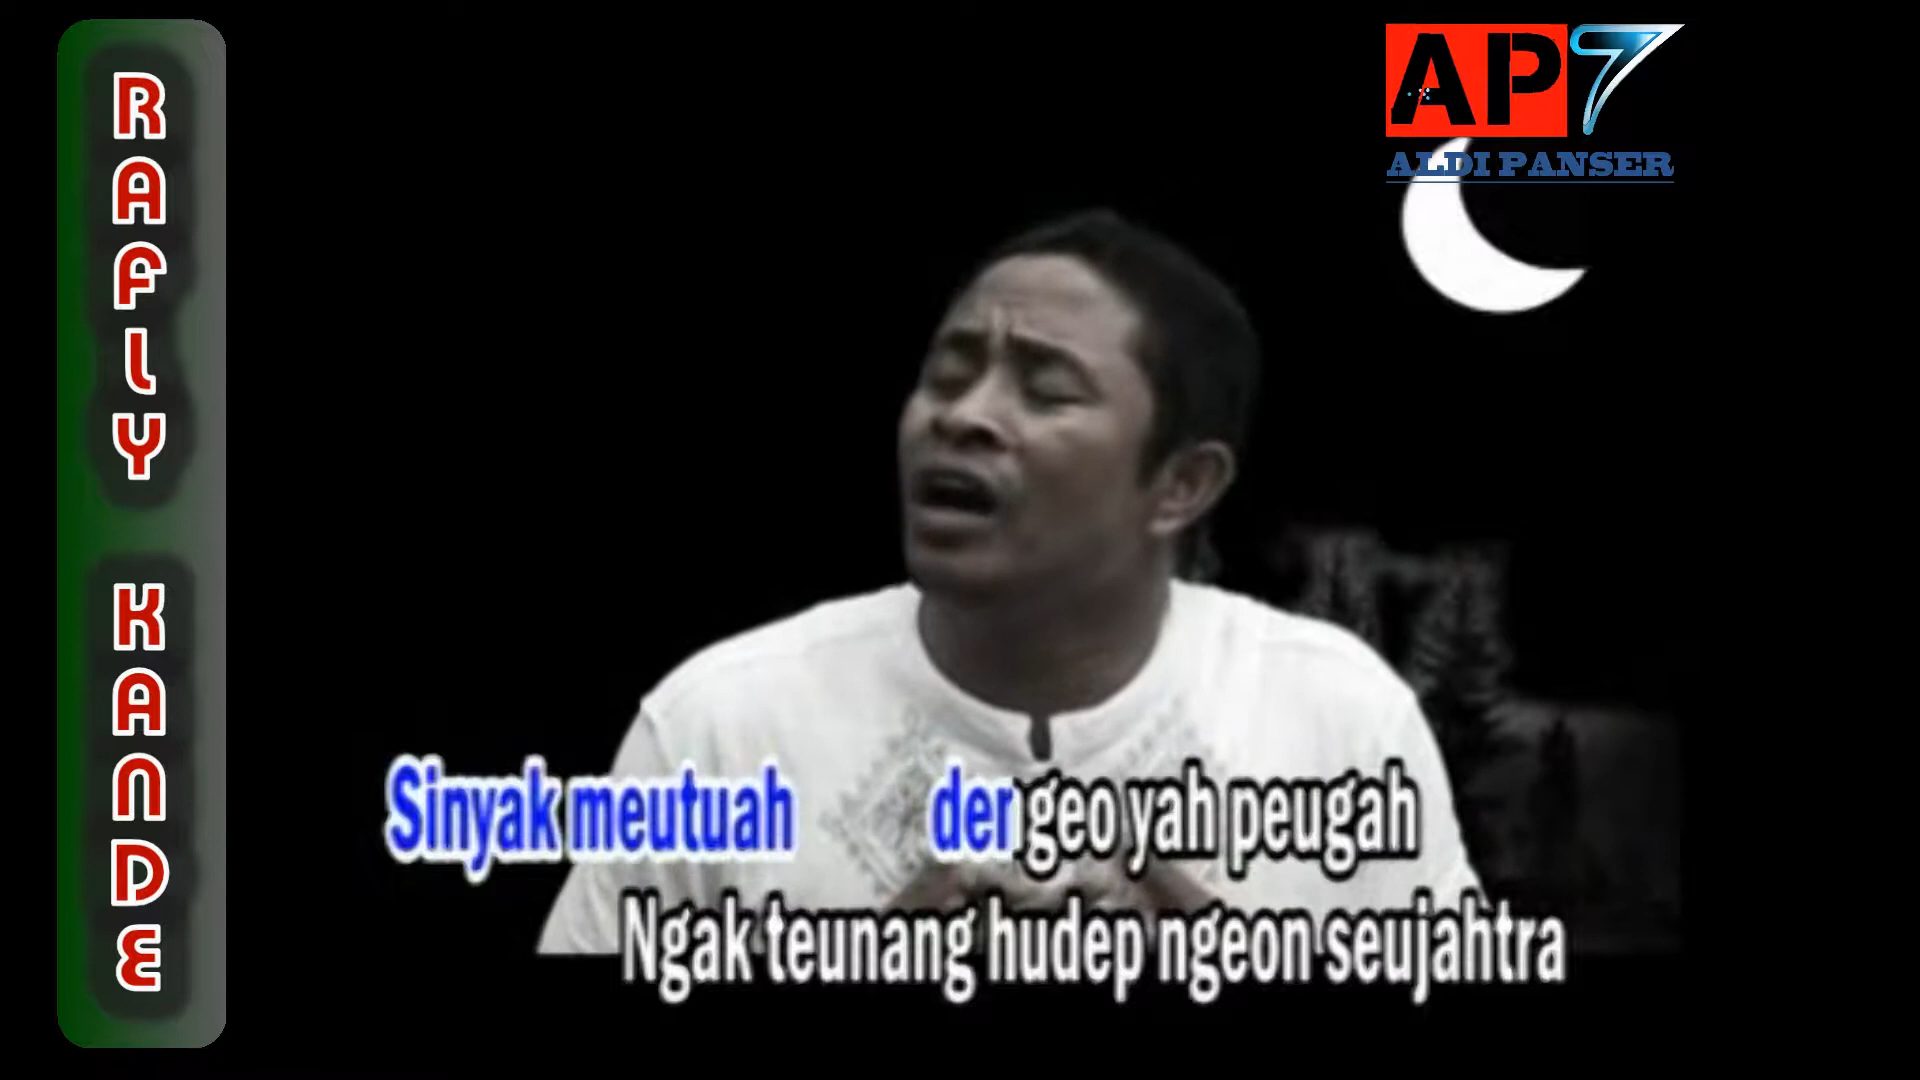 RAFLY KANDE
AP7
ALDI PANSER
Sinyak meutuah dengeo yah peugah
Ngak teunang hudep ngeon seujahtra